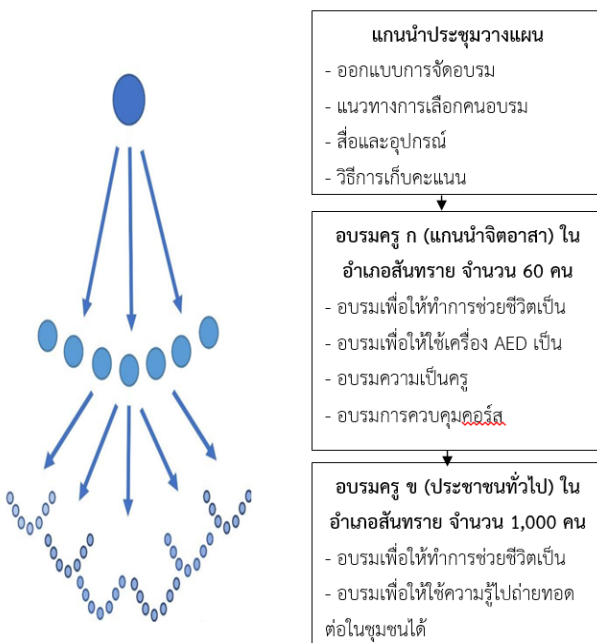 แกนนำประชุมวางแผน
- ออกแบบการจัดอบรม
- แนวทางการเลือกคนอบรม
- สื่อและอุปกรณ์
- วิธีการเก็บคะแนน
อบรมครู ก (แกนนำจิตอาสา) ใน
อำเภอสันทราย จำนวน 60 คน
- อบรมเพื่อให้ทำการช่วยชีวิตเป็น
- อบรมเพื่อให้ใช้เครื่อง AED เป็น
- อบรมความเป็นครู
- อบรมการควบคุมคอร์ส
อบรมครู ข (ประชาชนทั่วไป) ใน
อำเภอสันทราย จำนวน 1,000 คน
- อบรมเพื่อให้ทำการช่วยชีวิตเป็น
- อบรมเพื่อให้ใช้ความรู้ไปถ่ายทอด
ต่อในชุมชนได้